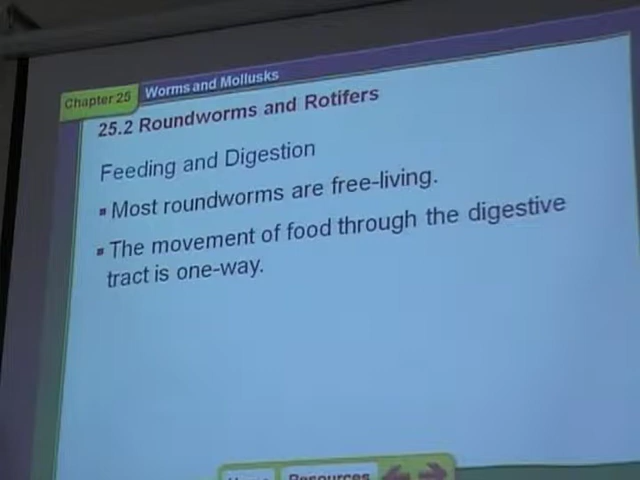 Chapter 25
Worms and Mollusks
25.2 Roundworms and Rotifers
Feeding and Digestion
▪ Most roundworms are free-living.
▪ The movement of food through the digestive
tract is one-way.
Resources